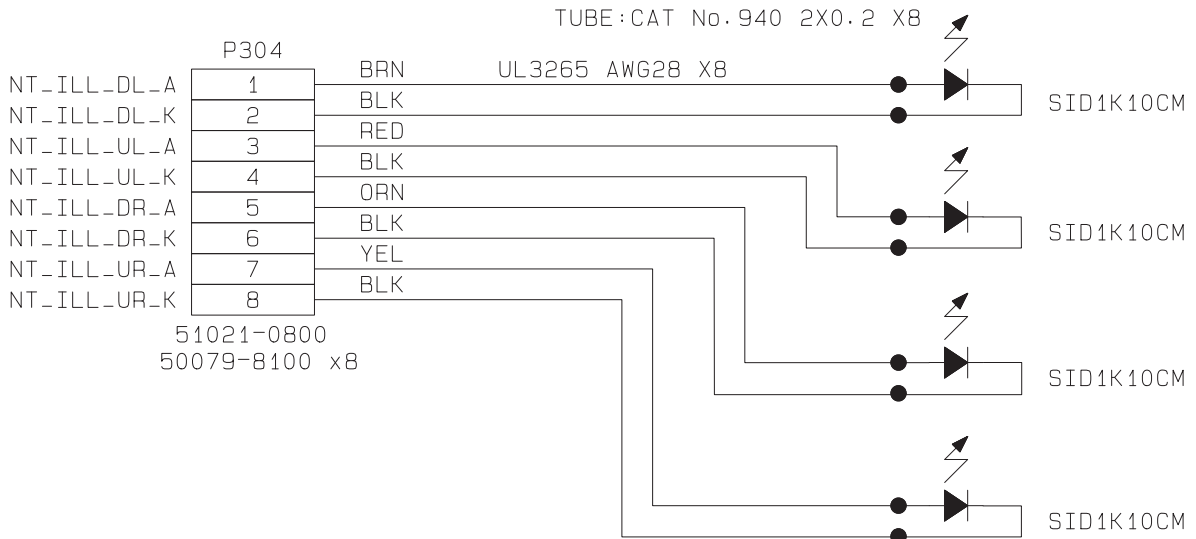 TUBE:CAT No.940 2X0.2 X8
P304
BRN UL3265 AWG28 X8
NT_ILL_DL_A 1
BLK
NT_ILL_DL_K 2
SID1K10CM
RED
NT_ILL_UL_A 3
BLK
NT_ILL_UL_K 4
ORN
NT_ILL_DR_A 5
BLK
NT_ILL_DR_K 6
SID1K10CM
YEL
NT_ILL_UR_A 7
BLK
NT_ILL_UR_K 8
51021-0800
50079-8100 x8
SID1K10CM
SID1K10CM